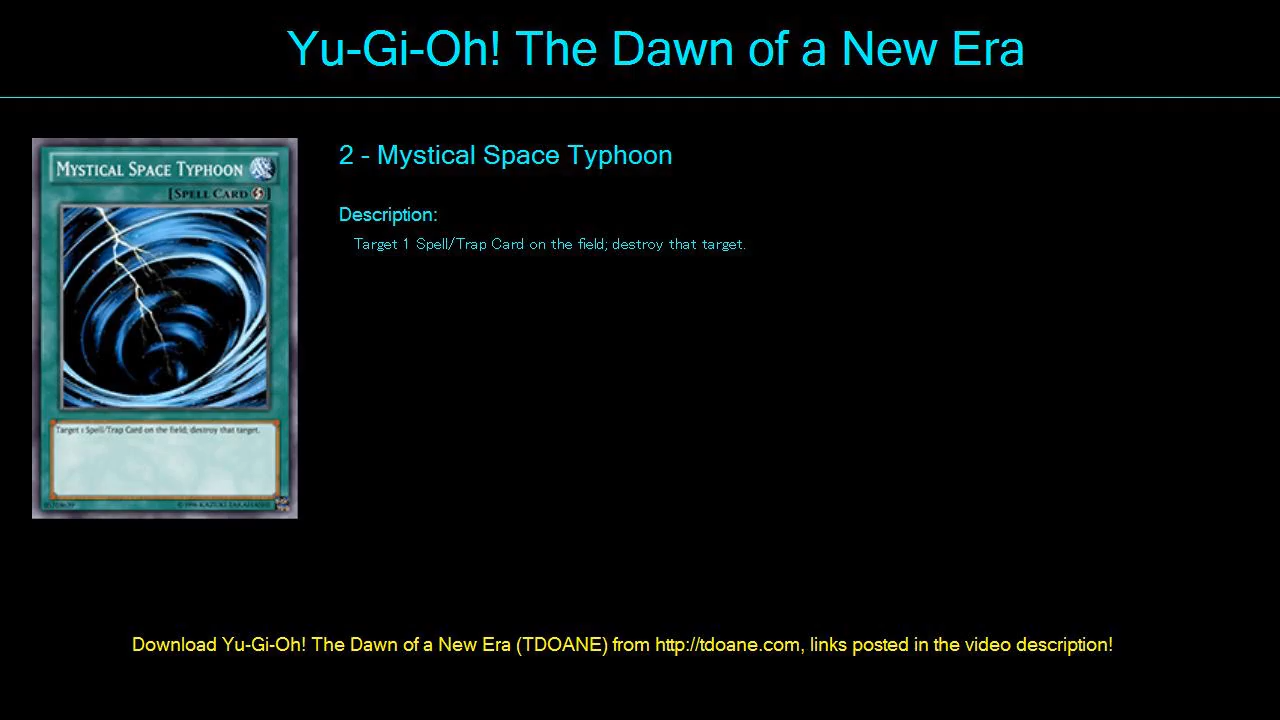 Yu-Gi-Oh! The Dawn of a New Era
2 - Mystical Space Typhoon
Description:
Target 1 Spell/Trap Card on the field; destroy that target.
MYSTICAL SPACE TYPHOON
[SPELL CARD]
Target 1 Spell/Trap Card on the field; destroy that target.
©1996 KAZUKI TAKAHASHI
Download Yu-Gi-Oh! The Dawn of a New Era (TDOANE) from http://tdoane.com, links posted in the video description!